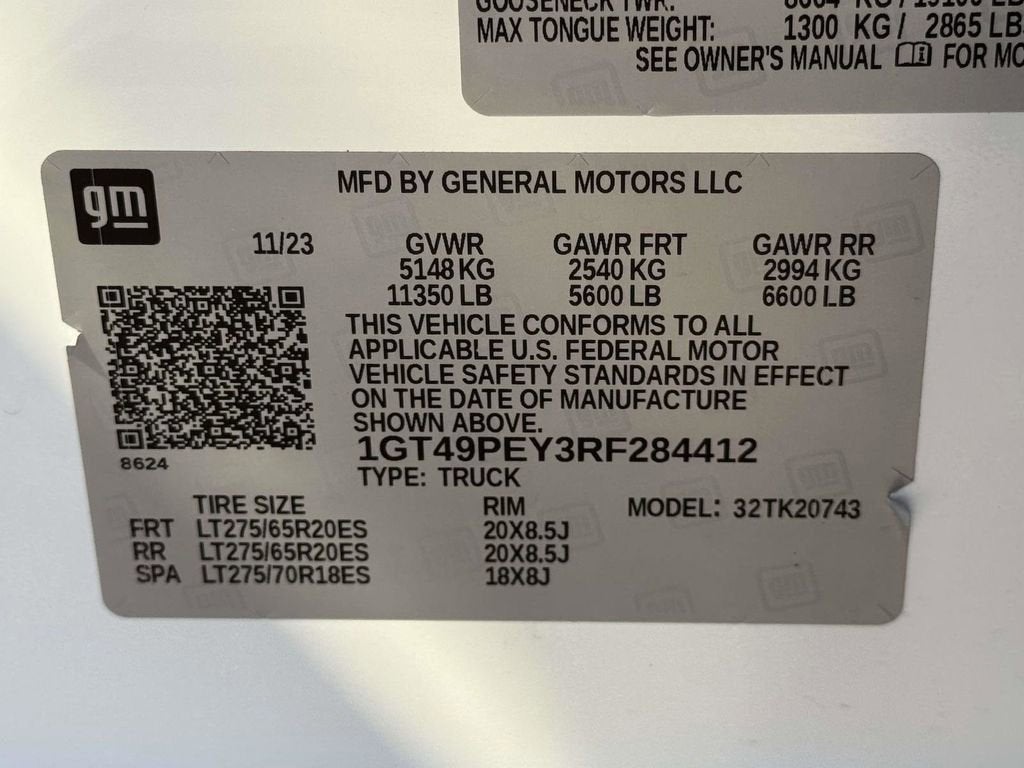 GOOSENECK TWR: KG /
MAX TONGUE WEIGHT: 1300 KG / 2865 LB
SEE OWNER'S MANUAL FOR MO
gm
MFD BY GENERAL MOTORS LLC
11/23 GVWR GAWR FRT GAWR RR
5148 KG 2540 KG 2994 KG
11350 LB 5600 LB 6600 LB
THIS VEHICLE CONFORMS TO ALL
APPLICABLE U.S. FEDERAL MOTOR
VEHICLE SAFETY STANDARDS IN EFFECT
ON THE DATE OF MANUFACTURE
SHOWN ABOVE.
1GT49PEY3RF284412
8624
TYPE: TRUCK
TIRE SIZE RIM MODEL: 32TK20743
FRT LT275/65R20ES 20X8.5J
RR LT275/65R20ES 20X8.5J
SPA LT275/70R18ES 18X8J